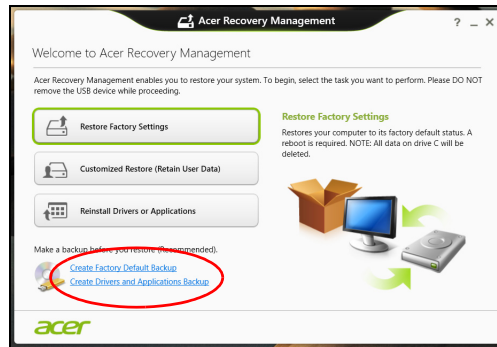 Acer Recovery Management
? _ X
Welcome to Acer Recovery Management
Acer Recovery Management enables you to restore your system. To begin, select the task you want to perform. Please DO NOT
remove the USB device while proceeding.
Restore Factory Settings
Customized Restore (Retain User Data)
Reinstall Drivers or Applications
Restore Factory Settings
Restores your computer to its factory default status. A
reboot is required. NOTE: All data on drive C will be
deleted.
Make a backup before you restore (Recommended).
Create Factory Default Backup
Create Drivers and Applications Backup
acer